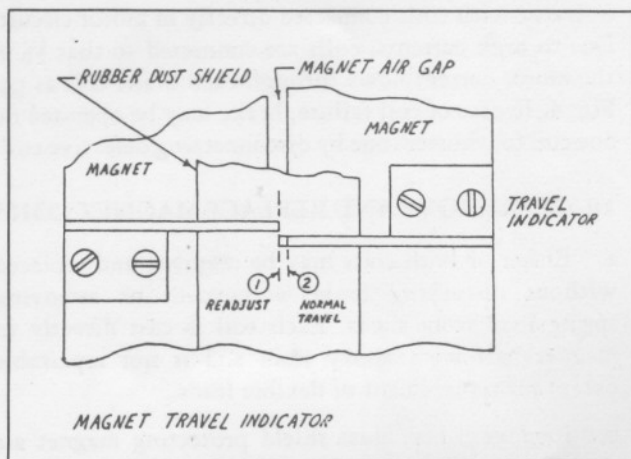 RUBBER DUST SHIELD
MAGNET AIR GAP
MAGNET
MAGNET
TRAVEL
INDICATOR
1 2
READJUST NORMAL
TRAVEL
MAGNET TRAVEL INDICATOR